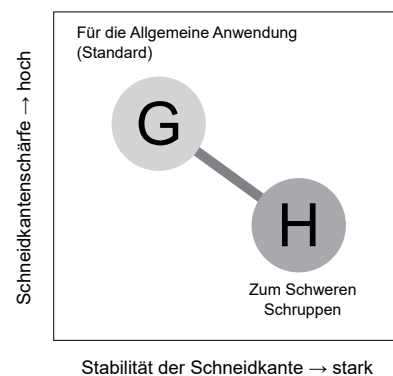 Für die Allgemeine Anwendung
(Standard)
Schneidkantenschärfe → hoch
G
H
Zum Schweren
Schruppen
Stabilität der Schneidkante → stark